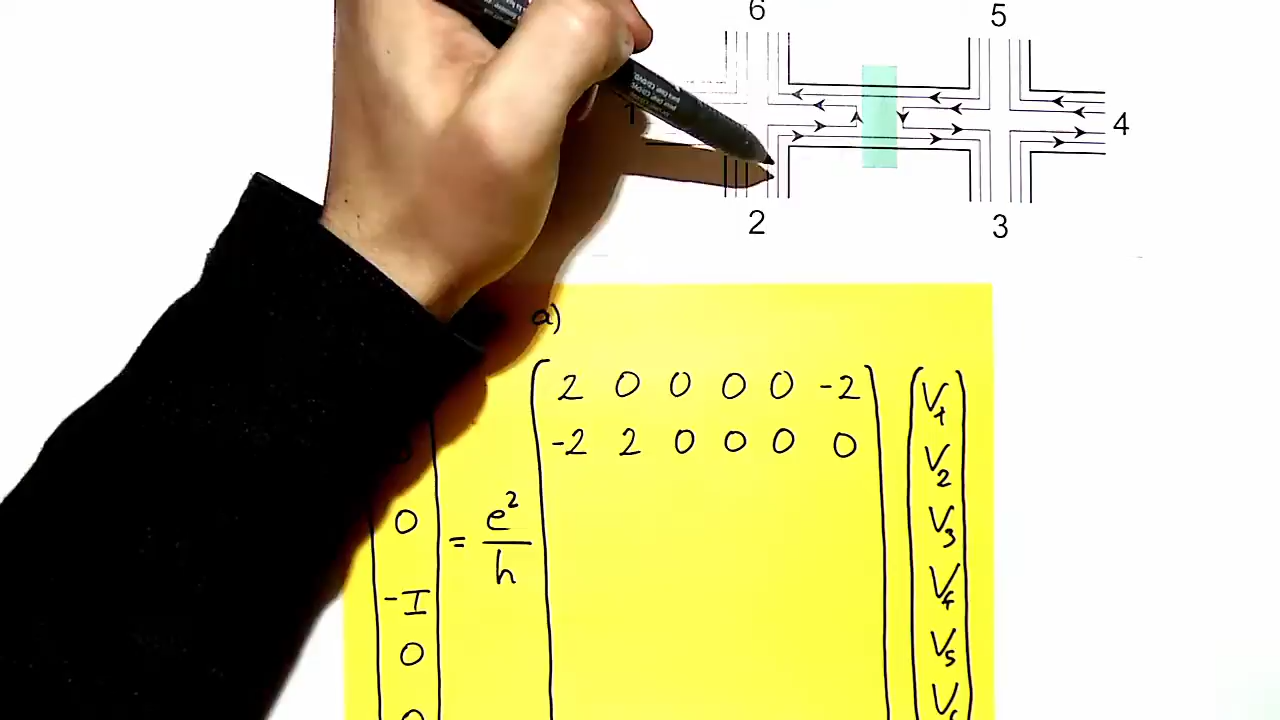 6 5
1 4
2 3
a)
2 0 0 0 0 -2 V1
-2 2 0 0 0 0 V2
0 = e²/h V3
-I V4
0 V5